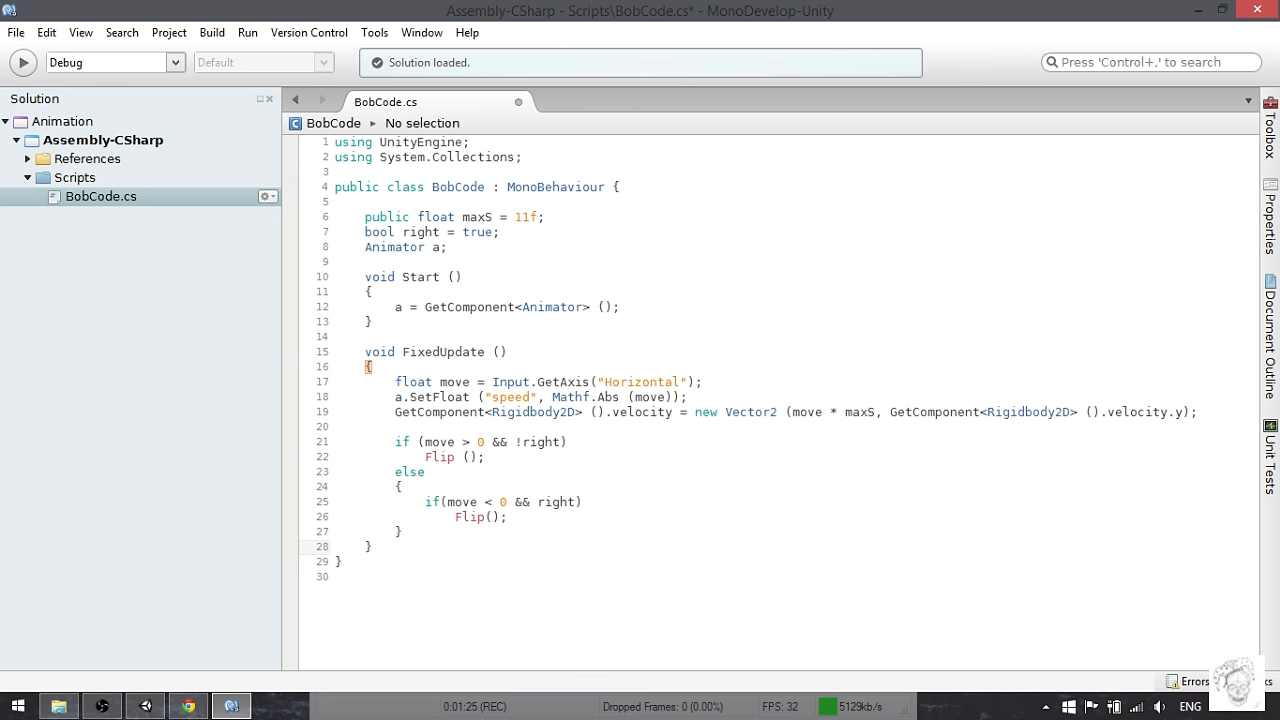 Assembly-CSharp - Scripts\BobCode.cs* - MonoDevelop-Unity
File Edit View Search Project Build Run Version Control Tools Window Help
Debug Default Solution loaded. Press 'Control+,' to search
Solution
Animation
Assembly-CSharp
References
Scripts
BobCode.cs
BobCode.cs
BobCode ▸ No selection
1 using UnityEngine;
2 using System.Collections;
3
4 public class BobCode : MonoBehaviour {
5
6 public float maxS = 11f;
7 bool right = true;
8 Animator a;
9
10 void Start ()
11 {
12 a = GetComponent<Animator> ();
13 }
14
15 void FixedUpdate ()
16 {
17 float move = Input.GetAxis("Horizontal");
18 a.SetFloat ("speed", Mathf.Abs (move));
19 GetComponent<Rigidbody2D> ().velocity = new Vector2 (move * maxS, GetComponent<Rigidbody2D> ().velocity.y);
20
21 if (move > 0 && !right)
22 Flip ();
23 else
24 {
25 if(move < 0 && right)
26 Flip();
27 }
28 }
29 }
30
Toolbox
Properties
Document Outline
Unit Tests
Errors
0:01:25 (REC) Dropped Frames: 0 (0.00%) FPS: 32 5129kb/s
ENG